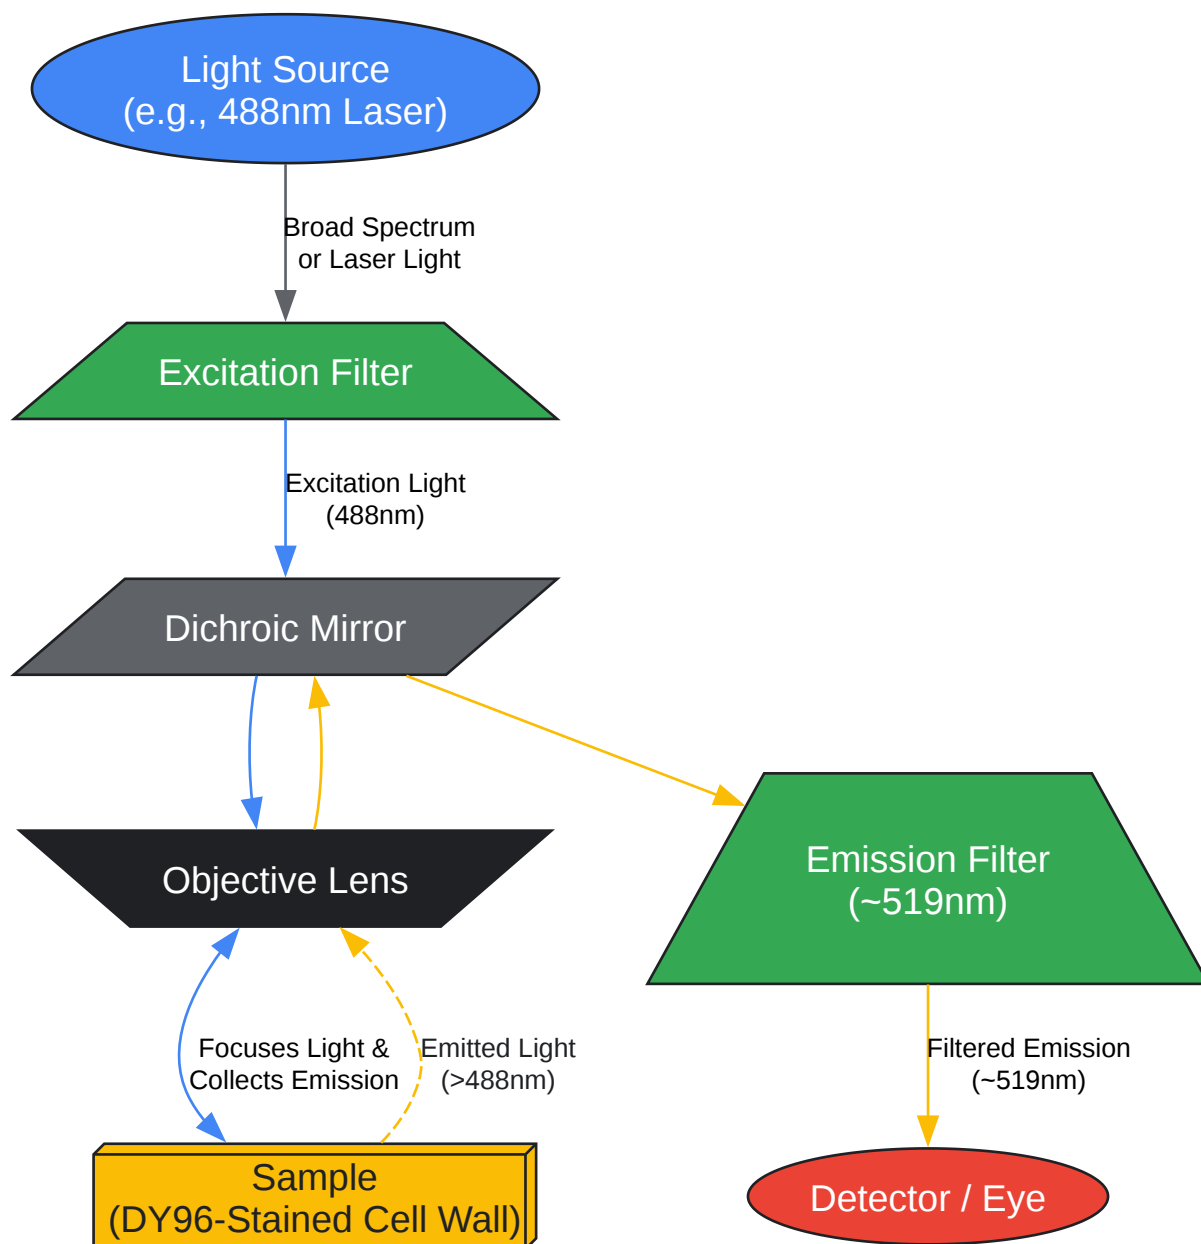 Light Source
(e.g., 488nm Laser)
Broad Spectrum
or Laser Light
Excitation Filter
Excitation Light
(488nm)
Dichroic Mirror
Objective Lens
Emission Filter
(~519nm)
Focuses Light &
Collects Emission
Emitted Light
(>488nm)
Filtered Emission
(~519nm)
Sample
(DY96-Stained Cell Wall)
Detector / Eye